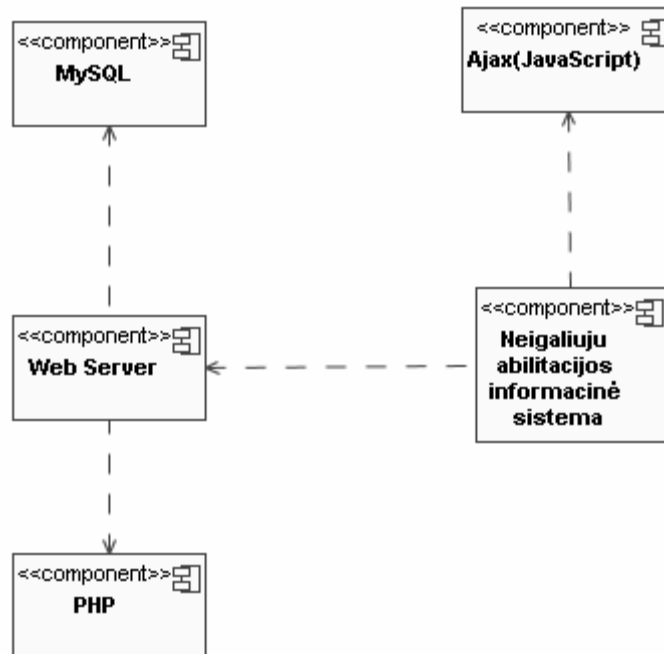 <<component>>
MySQL
<<component>>
Ajax(JavaScript)
<<component>>
Web Server
<<component>>
Neigaliuju
abilitacijos
informacinė
sistema
<<component>>
PHP